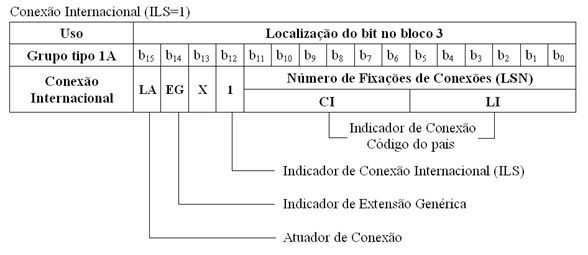 Conexão Internacional (ILS=1)
Uso Localização do bit no bloco 3
Grupo tipo 1A b15 b14 b13 b12 b11 b10 b9 b8 b7 b6 b5 b4 b3 b2 b1 b0
Conexão Internacional LA EG X 1 Número de Fixações de Conexões (LSN)
CI LI
Indicador de Conexão
Código do país
Indicador de Conexão Internacional (ILS)
Indicador de Extensão Genérica
Atuador de Conexão